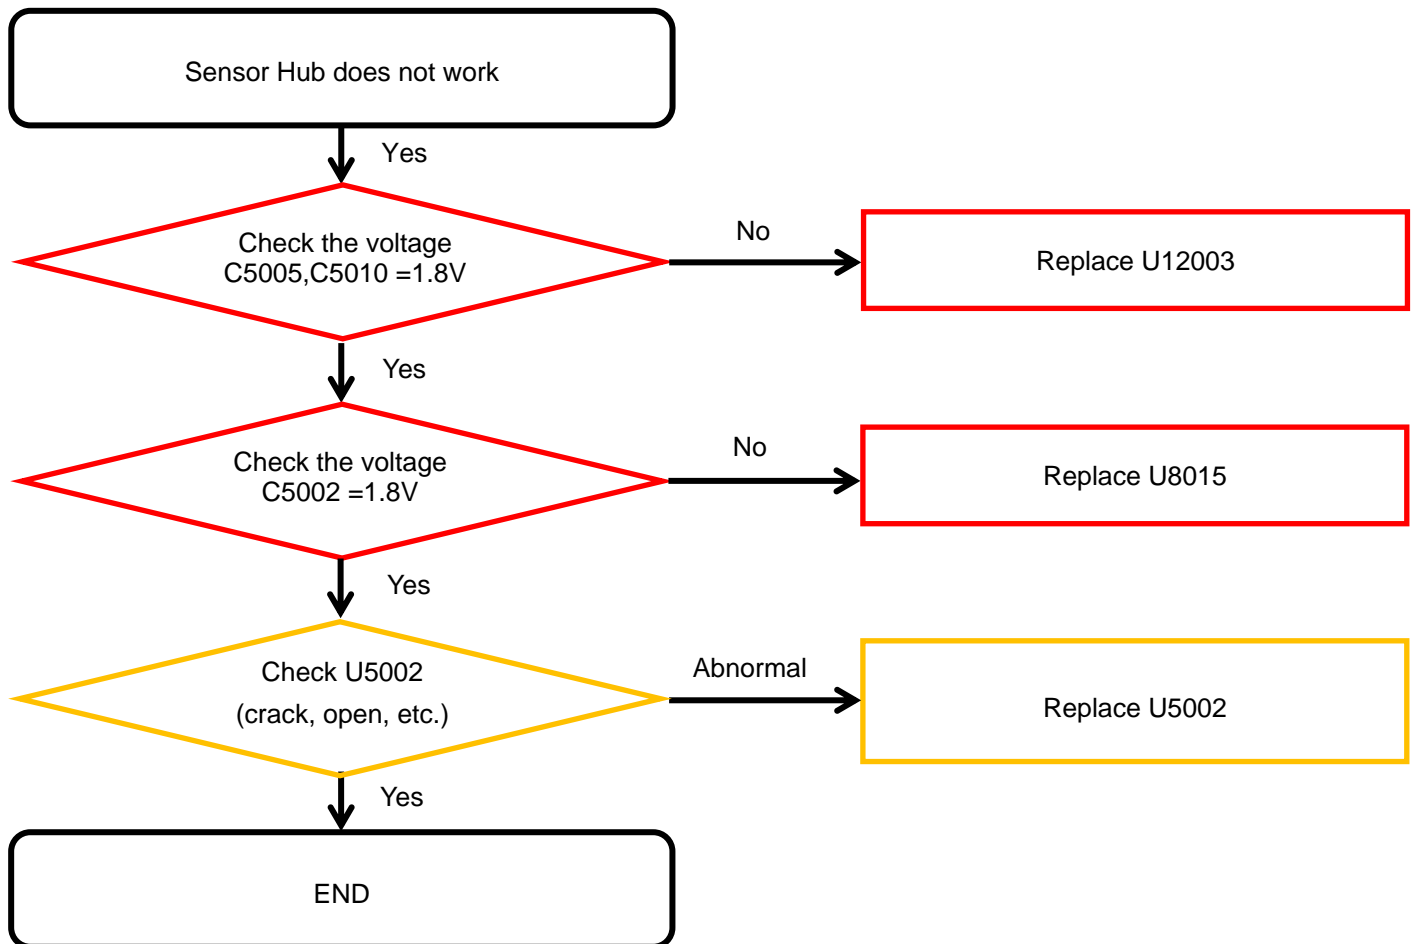 Sensor Hub does not work
Yes
Check the voltage
C5005,C5010 =1.8V
No
Replace U12003
Yes
Check the voltage
C5002 =1.8V
No
Replace U8015
Yes
Check U5002
(crack, open, etc.)
Abnormal
Replace U5002
Yes
END